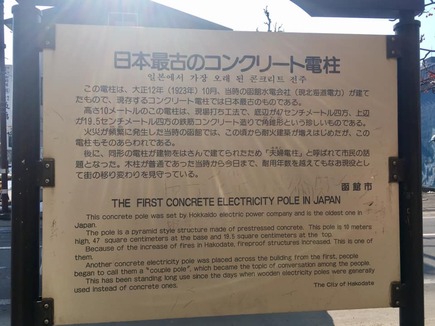 日本最古のコンクリート電柱
일본에서 가장 오래 된 콘크리트 전주
この電柱は、大正12年（1923年）10月、当時の函館水電会社（現北海道電力）が建て
たもので、現存するコンクリート電柱では日本最古のものである。
高さ10メートルのこの電柱は、現場打ち工法で、底辺が47センチメートル四方、上辺
が19.5センチメートル四方の鉄筋コンクリート造りで角錐形という珍しいものである。
火災が頻繁に発生した当時の函館では、この頃から耐火建築が増えはじめたが、この
電柱もそのあらわれである。
後に、同形の電柱が建物をはさんで建てられたため「夫婦電柱」と呼ばれて市民の話
題となった。木柱が普通であった当時から今日まで、耐用年数を越えてもなお現役とし
て街の移り変わりを見守っている。
函館市
THE FIRST CONCRETE ELECTRICITY POLE IN JAPAN
This concrete pole was set by Hokkaido electric power company and is the oldest one in
Japan.
The pole is a pyramid style structure made of prestressed concrete. This pole is 10 meters
high, 47 square centimeters at the base and 19.5 square centimeters at the top.
Because of the increase of fires in Hakodate, fireproof structures increased. This is one of
them.
Another concrete electricity pole was placed across the building from the first, people
began to call them a "couple pole", which became the topic of conversation among the people.
This has been standing long use since the days when wooden electricity poles were generally
used instead of concrete ones.
The City of Hakodate